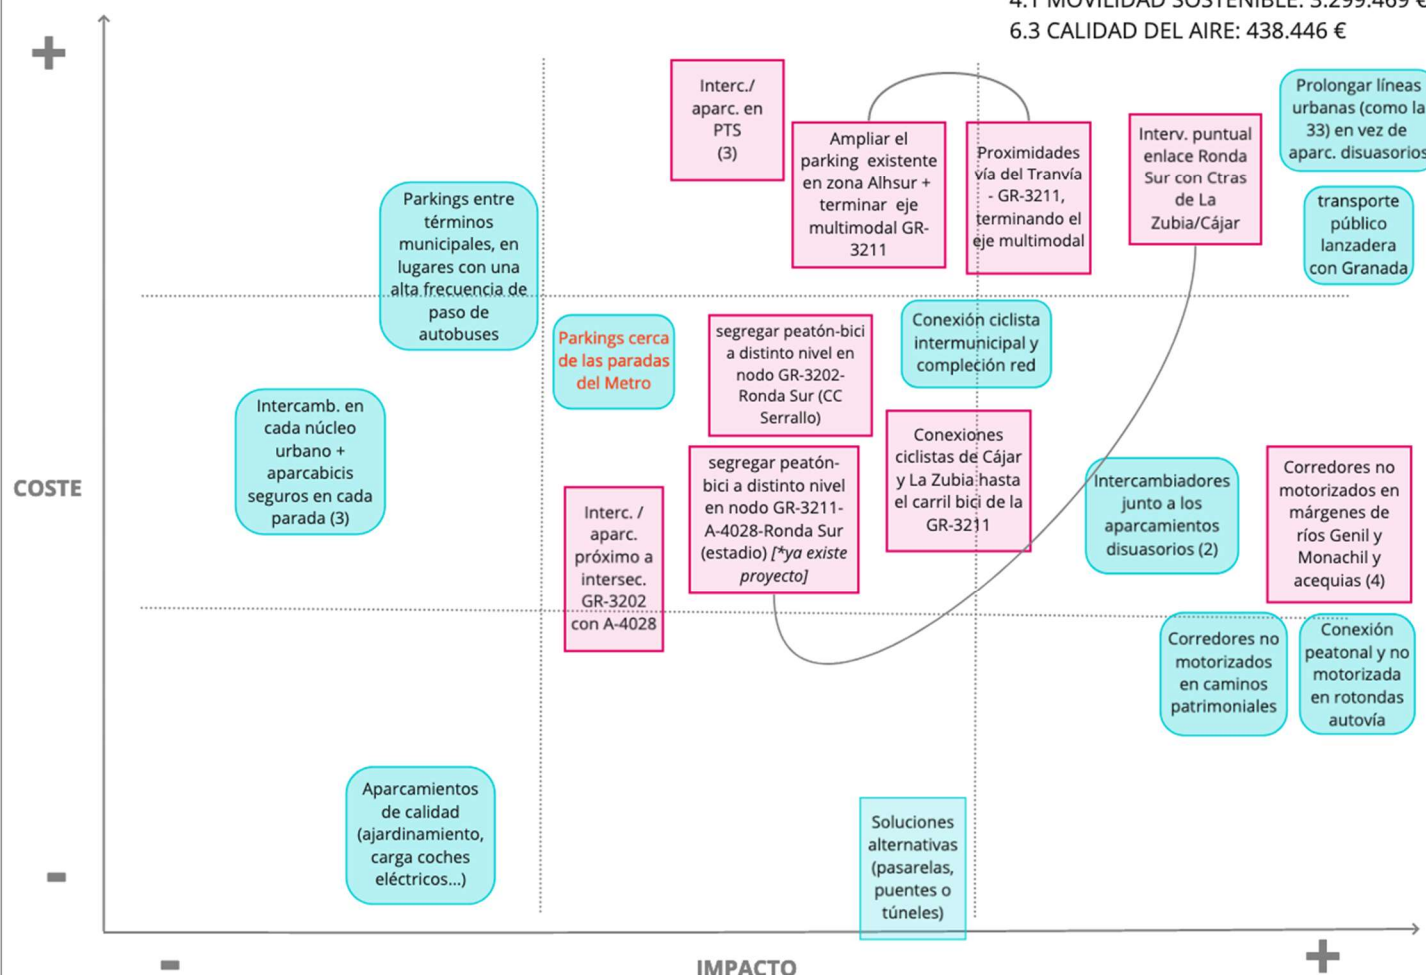 4.1 MOVILIDAD SOSTENIBLE: 3.299.469 €
6.3 CALIDAD DEL AIRE: 438.446 €
+
Interc./
aparc. en
PTS
(3)
Ampliar el
parking existente
en zona Alhsur +
terminar eje
multimodal GR-
3211
Proximidades
vía del Tranvía
- GR-3211,
terminando el
eje multimodal
Interv. puntual
enlace Ronda
Sur con Ctras
de La
Zubia/Cájar
Prolongar líneas
urbanas (como la
33) en vez de
aparc. disuasorios
transporte
público
lanzadera
con Granada
Parkings entre
términos
municipales, en
lugares con una
alta frecuencia de
paso de
autobuses
Parkings cerca
de las paradas
del Metro
segregar peatón-bici
a distinto nivel en
nodo GR-3202-
Ronda Sur (CC
Serrallo)
Conexión ciclista
intermunicipal y
compleción red
Intercamb. en
cada núcleo
urbano +
aparcabicis
seguros en cada
parada (3)
COSTE
Interc. /
aparc.
próximo a
intersec.
GR-3202
con A-4028
segregar peatón-
bici a distinto nivel
en nodo GR-3211-
A-4028-Ronda Sur
(estadio) [*ya existe
proyecto]
Conexiones
ciclistas de Cájar
y La Zubia hasta
el carril bici de la
GR-3211
Intercambiadores
junto a los
aparcamientos
disuasorios (2)
Corredores no
motorizados en
márgenes de
ríos Genil y
Monachil y
acequias (4)
Corredores no
motorizados
en caminos
patrimoniales
Conexión
peatonal y no
motorizada
en rotondas
autovía
Aparcamientos
de calidad
(ajardinamiento,
carga coches
eléctricos...)
Soluciones
alternativas
(pasarelas,
puentes o
túneles)
-
-
IMPACTO
+